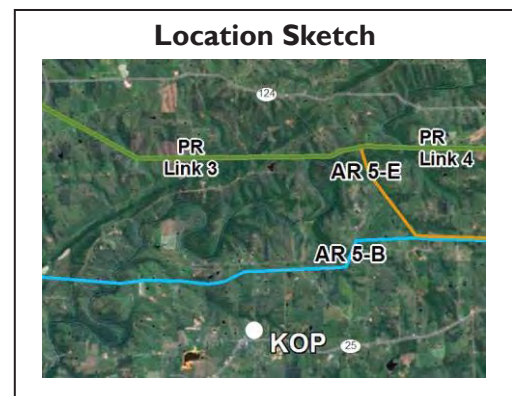 Location Sketch
124
PR
Link 3
PR
Link 4
AR 5-E
AR 5-B
KOP
25